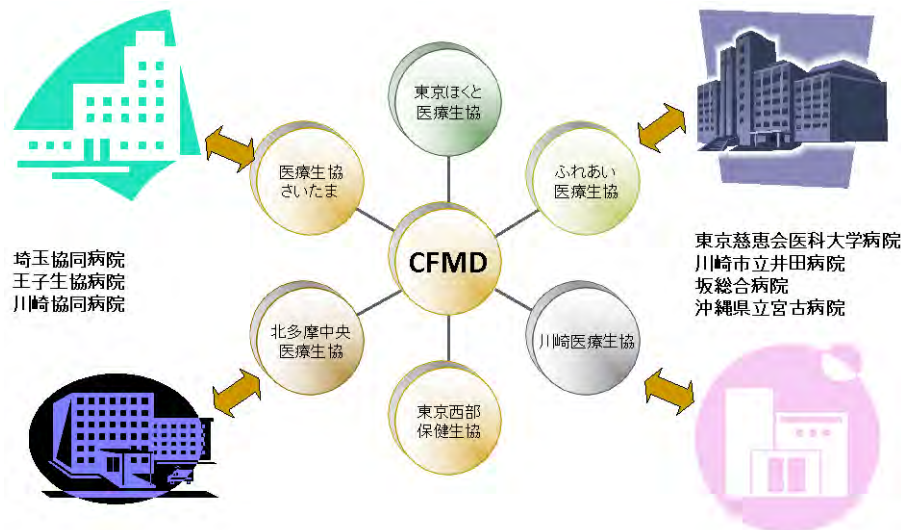 東京ほくと
医療生協
医療生協
さいたま
ふれあい
医療生協
CFMD
埼玉協同病院
王子生協病院
川崎協同病院
東京慈恵会医科大学病院
川崎市立井田病院
坂総合病院
沖縄県立宮古病院
北多摩中央
医療生協
川崎医療生協
東京西部
保健生協